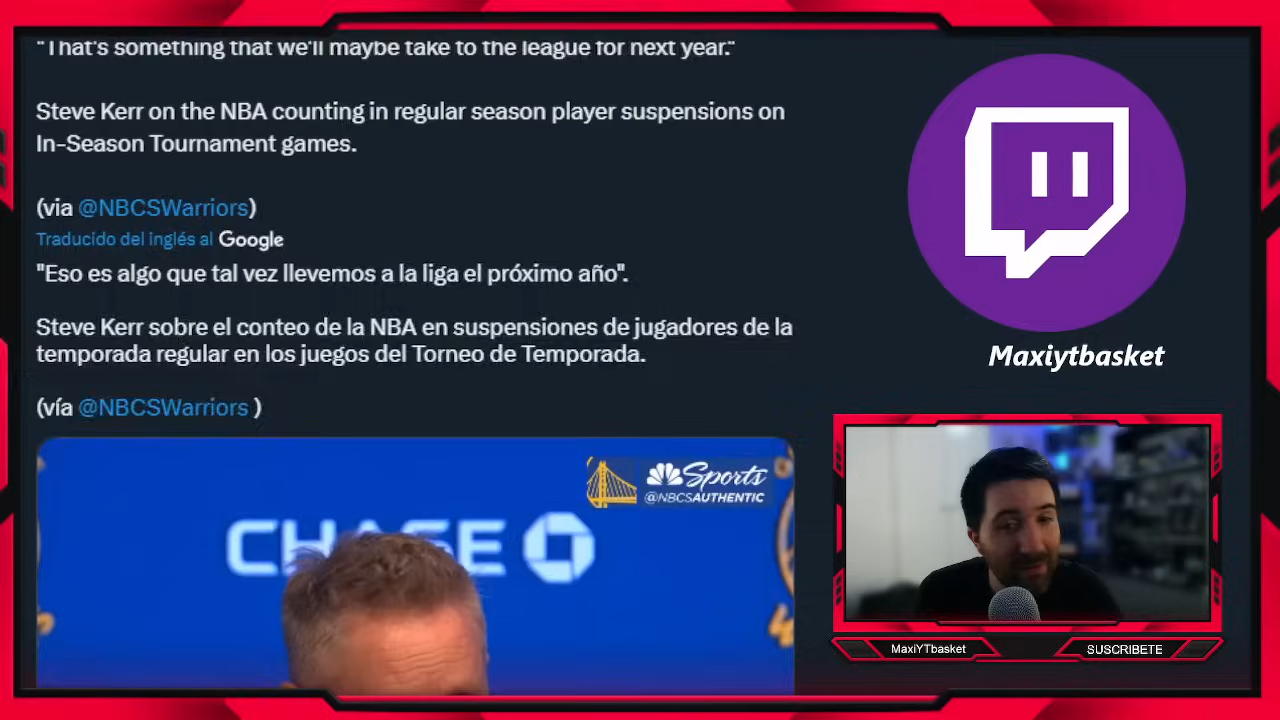 "That's something that we'll maybe take to the league for next year."
Steve Kerr on the NBA counting in regular season player suspensions on
In-Season Tournament games.
(via @NBCSWarriors)
Traducido del inglés al Google
"Eso es algo que tal vez llevemos a la liga el próximo año".
Steve Kerr sobre el conteo de la NBA en suspensiones de jugadores de la
temporada regular en los juegos del Torneo de Temporada.
(vía @NBCSWarriors )
Sports
@NBCSAUTHENTIC
CHASE
Maxiytbasket
MaxiYTbasket
SUSCRIBETE